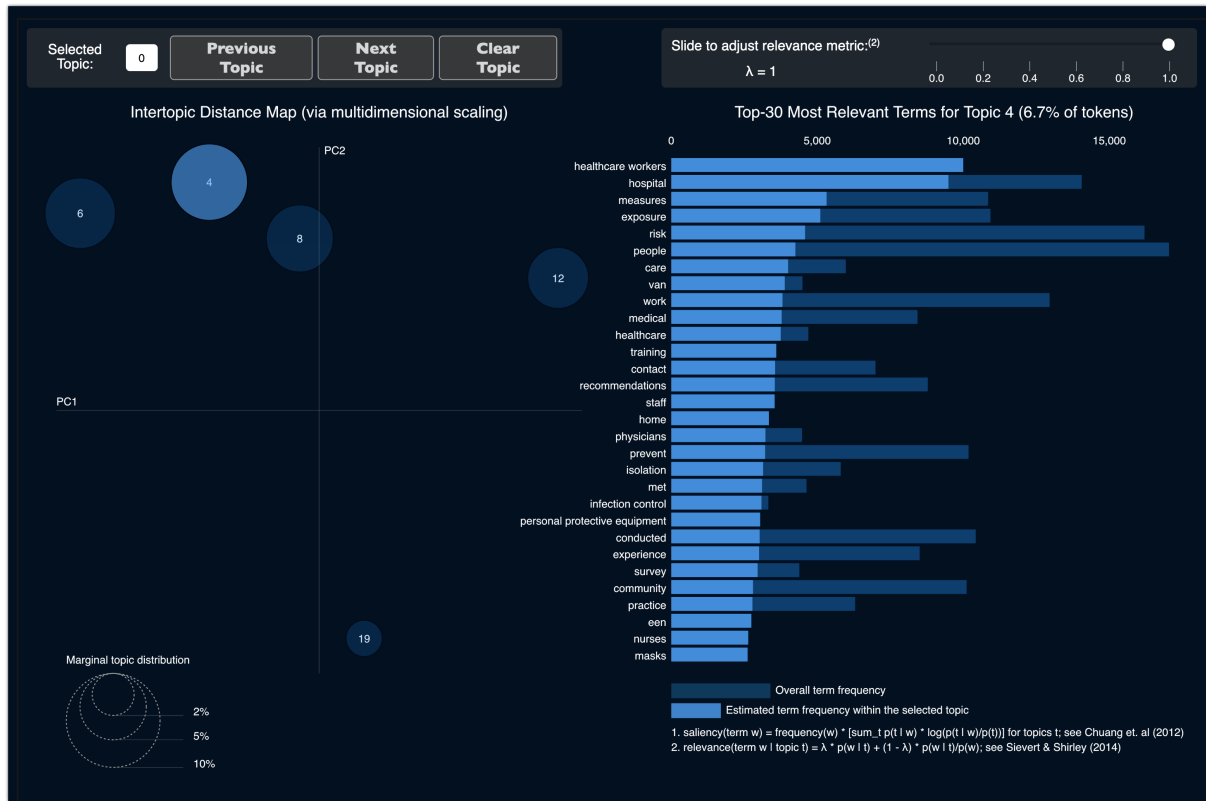 Selected
Topic:
0
Previous
Topic
Next
Topic
Clear
Topic
Slide to adjust relevance metric:(2)
λ = 1
0.0 0.2 0.4 0.6 0.8 1.0
Intertopic Distance Map (via multidimensional scaling)
PC2
PC1
4
6
8
12
19
Marginal topic distribution
2%
5%
10%
Top-30 Most Relevant Terms for Topic 4 (6.7% of tokens)
0 5,000 10,000 15,000
healthcare workers
hospital
measures
exposure
risk
people
care
van
work
medical
healthcare
training
contact
recommendations
staff
home
physicians
prevent
isolation
met
infection control
personal protective equipment
conducted
experience
survey
community
practice
een
nurses
masks
Overall term frequency
Estimated term frequency within the selected topic
1. saliency(term w) = frequency(w) * [sum_t p(t | w) * log(p(t | w)/p(t))] for topics t; see Chuang et. al (2012)
2. relevance(term w | topic t) = λ * p(w | t) + (1 - λ) * p(w | t)/p(w); see Sievert & Shirley (2014)